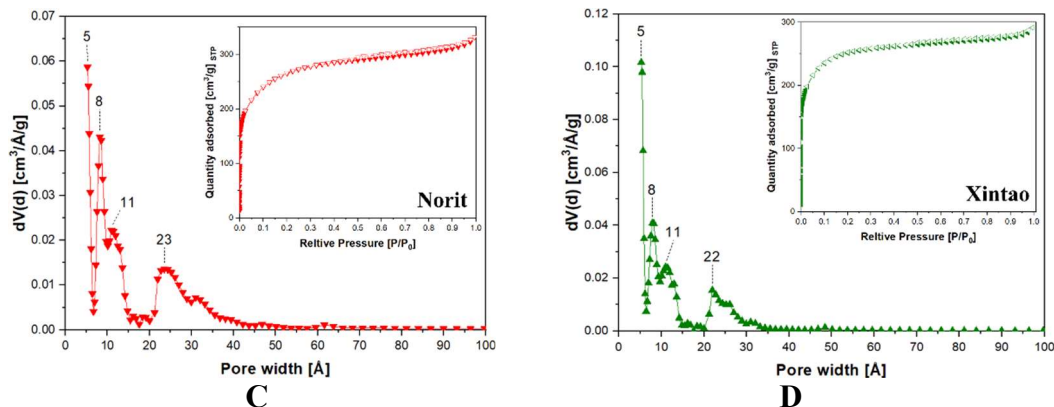 0.07
0.06
0.05
0.04
0.03
0.02
0.01
0.00
dV(d) [cm³/Å/g]
5
8
11
23
0 10 20 30 40 50 60 70 80 90 100
Pore width [Å]
300
200
100
0
Quantity adsorbed [cm³/g] STP
Norit
0.0 0.1 0.2 0.3 0.4 0.5 0.6 0.7 0.8 0.9 1.0
Reltive Pressure [P/P₀]
C
0.12
0.10
0.08
0.06
0.04
0.02
0.00
dV(d) [cm³/Å/g]
5
8
11
22
0 10 20 30 40 50 60 70 80 90 100
Pore width [Å]
300
200
100
0
Quantity adsorbed [cm³/g] STP
Xintao
0.0 0.1 0.2 0.3 0.4 0.5 0.6 0.7 0.8 0.9 1.0
Reltive Pressure [P/P₀]
D